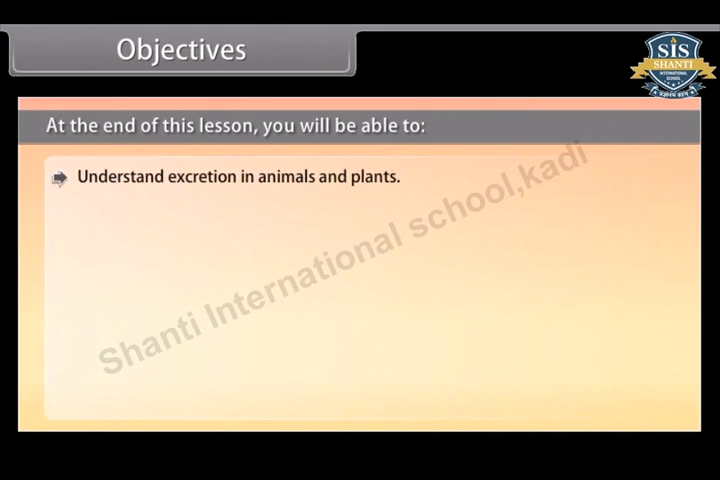 Objectives
SIS
SHANTI
INTERNATIONAL
SCHOOL
At the end of this lesson, you will be able to:
Understand excretion in animals and plants.
Shanti International school,kadi